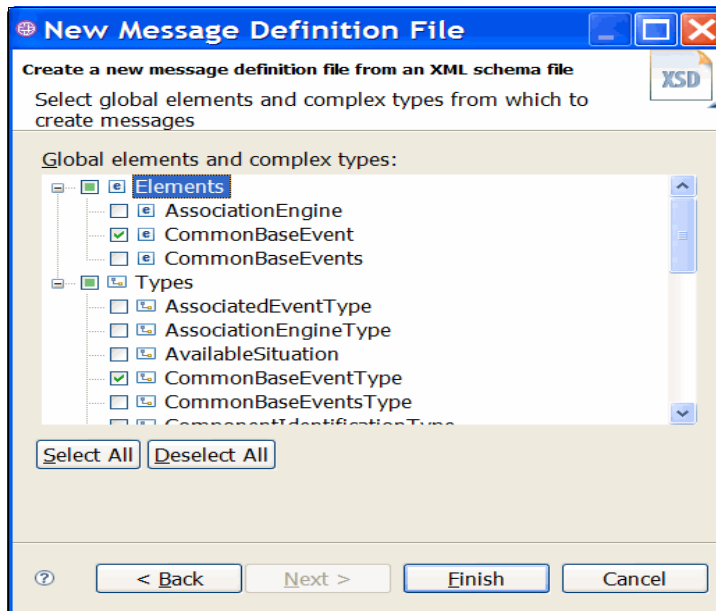 New Message Definition File
Create a new message definition file from an XML schema file
XSD
Select global elements and complex types from which to
create messages
Global elements and complex types:
Elements
AssociationEngine
CommonBaseEvent
CommonBaseEvents
Types
AssociatedEventType
AssociationEngineType
AvailableSituation
CommonBaseEventType
CommonBaseEventsType
ComponentIdentificationType
Select All Deselect All
? < Back Next > Finish Cancel